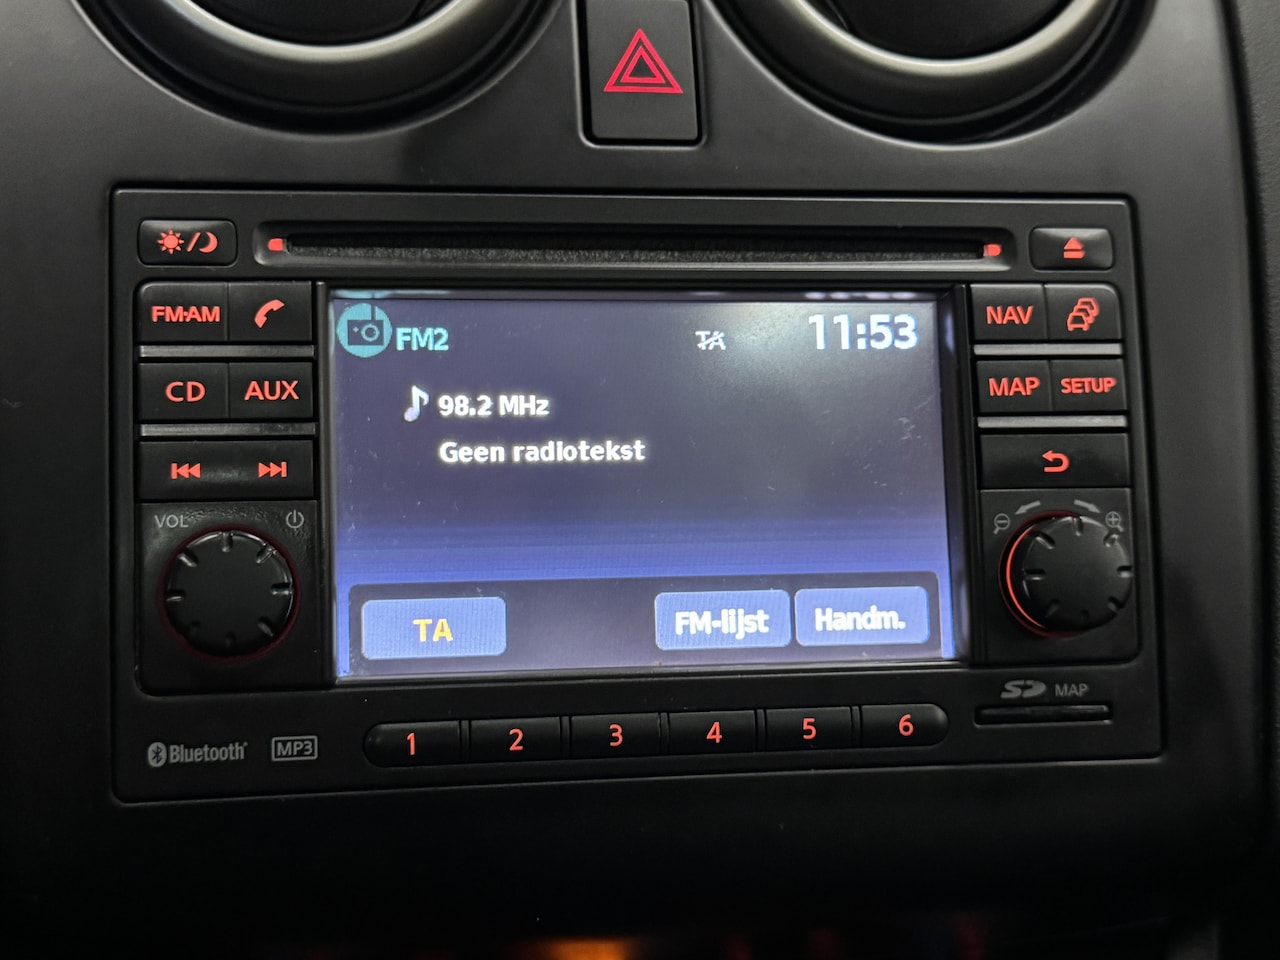 FM·AM
CD AUX
VOL
FM2 TA 11:53
98.2 MHz
Geen radiotekst
TA FM-lijst Handm.
NAV
MAP SETUP
SD MAP
Bluetooth MP3
1 2 3 4 5 6